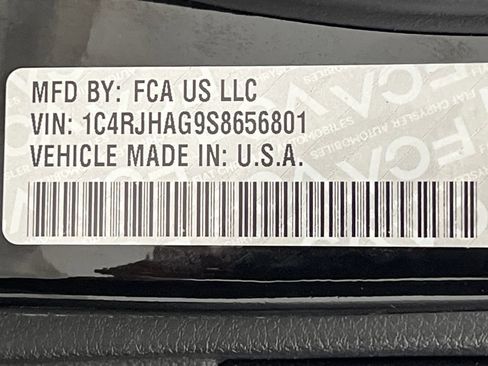 MFD BY: FCA US LLC
VIN: 1C4RJHAG9S8656801
VEHICLE MADE IN: U.S.A.